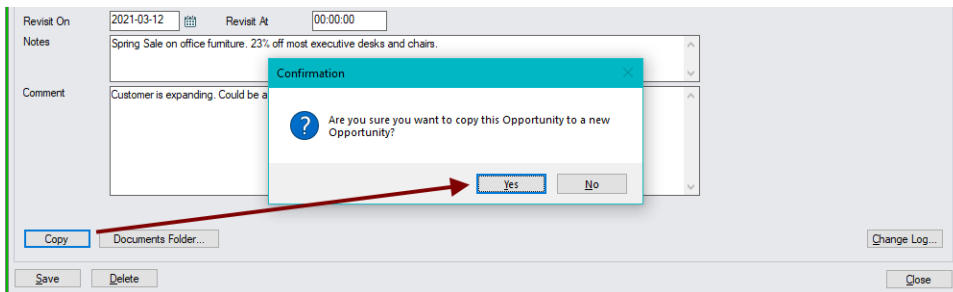 Revisit On 2021-03-12 Revisit At 00:00:00
Notes Spring Sale on office furniture. 23% off most executive desks and chairs.
Confirmation
Comment Customer is expanding. Could be a
Are you sure you want to copy this Opportunity to a new
Opportunity?
Yes No
Copy Documents Folder... Change Log...
Save Delete Close